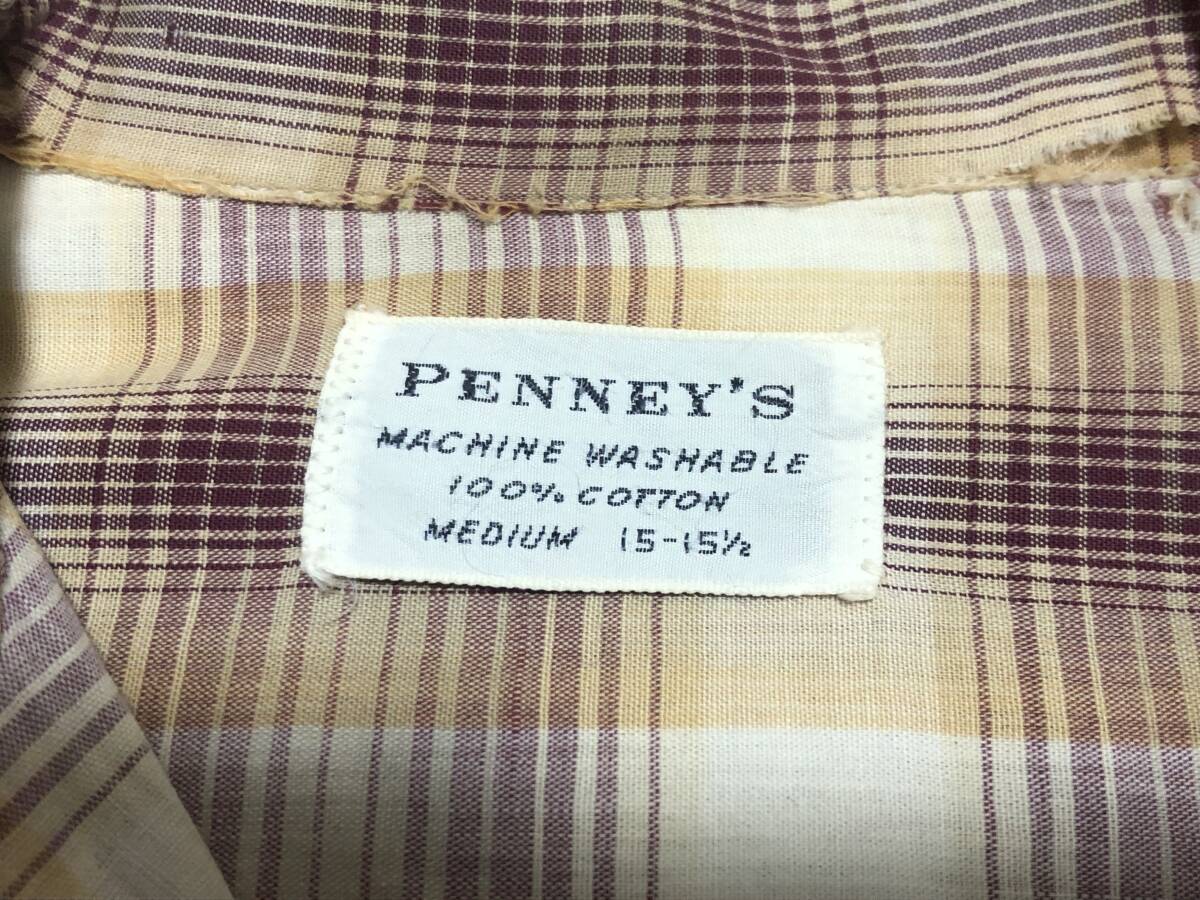 PENNEY'S
MACHINE WASHABLE
100% COTTON
MEDIUM 15-15½